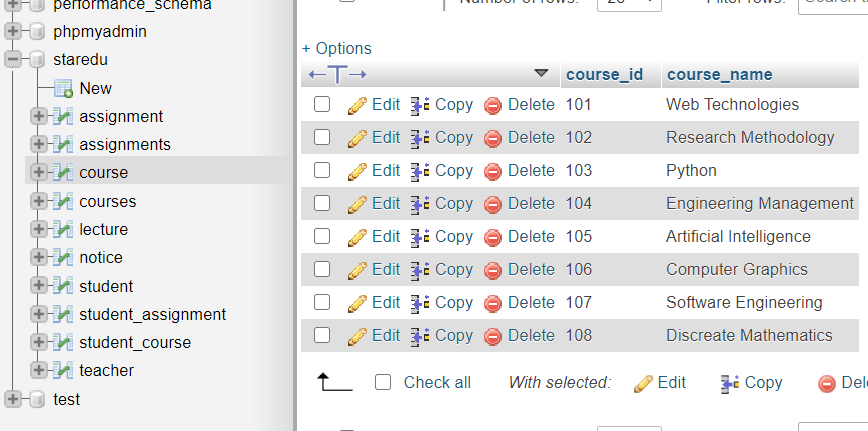 performance_schema
phpmyadmin
staredu
New
assignment
assignments
course
courses
lecture
notice
student
student_assignment
student_course
teacher
test
Number of rows:
Filter rows:
+ Options
←T→ course_id course_name
Edit Copy Delete 101 Web Technologies
Edit Copy Delete 102 Research Methodology
Edit Copy Delete 103 Python
Edit Copy Delete 104 Engineering Management
Edit Copy Delete 105 Artificial Intelligence
Edit Copy Delete 106 Computer Graphics
Edit Copy Delete 107 Software Engineering
Edit Copy Delete 108 Discreate Mathematics
Check all With selected: Edit Copy